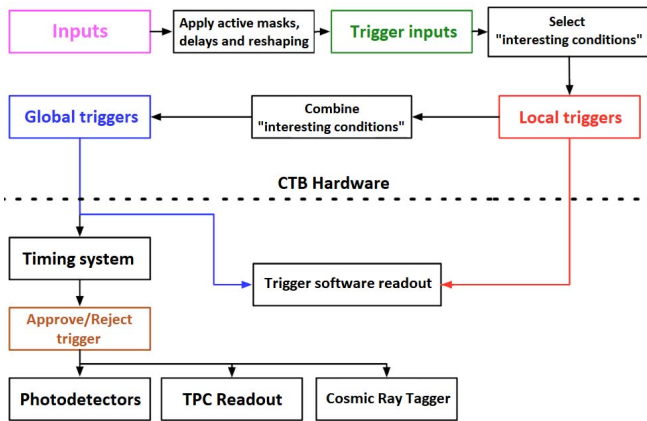 Inputs
Apply active masks,
delays and reshaping
Trigger inputs
Select
"interesting conditions"
Global triggers
Combine
"interesting conditions"
Local triggers
CTB Hardware
Timing system
Trigger software readout
Approve/Reject
trigger
Photodetectors
TPC Readout
Cosmic Ray Tagger